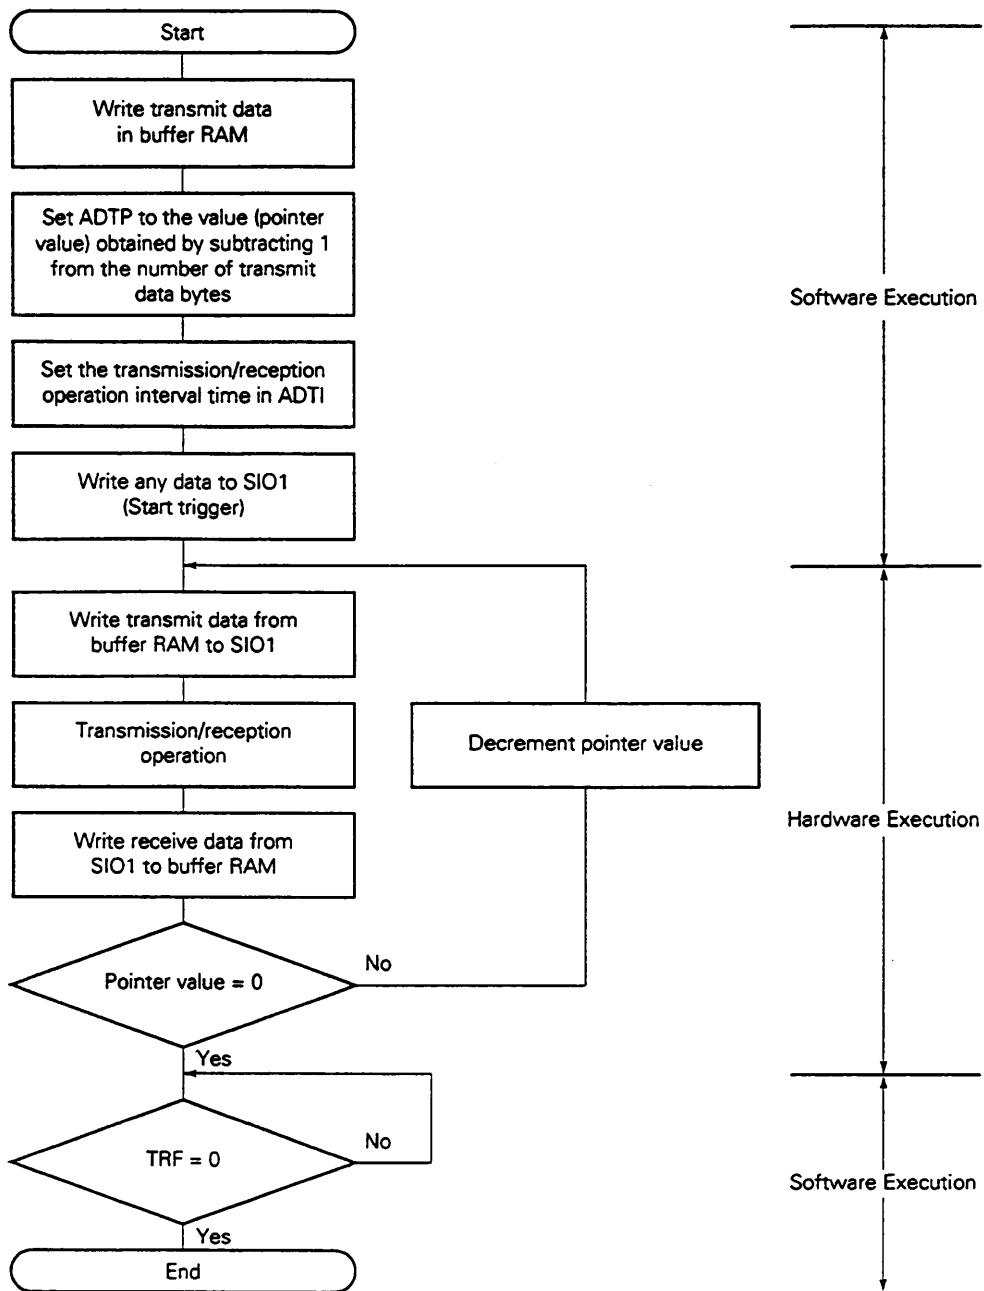 Start
Write transmit data
in buffer RAM
Set ADTP to the value (pointer
value) obtained by subtracting 1
from the number of transmit
data bytes
Software Execution
Set the transmission/reception
operation interval time in ADTI
Write any data to SIO1
(Start trigger)
Write transmit data from
buffer RAM to SIO1
Transmission/reception
operation
Decrement pointer value
Hardware Execution
Write receive data from
SIO1 to buffer RAM
Pointer value = 0
No
Yes
TRF = 0
No
Software Execution
Yes
End